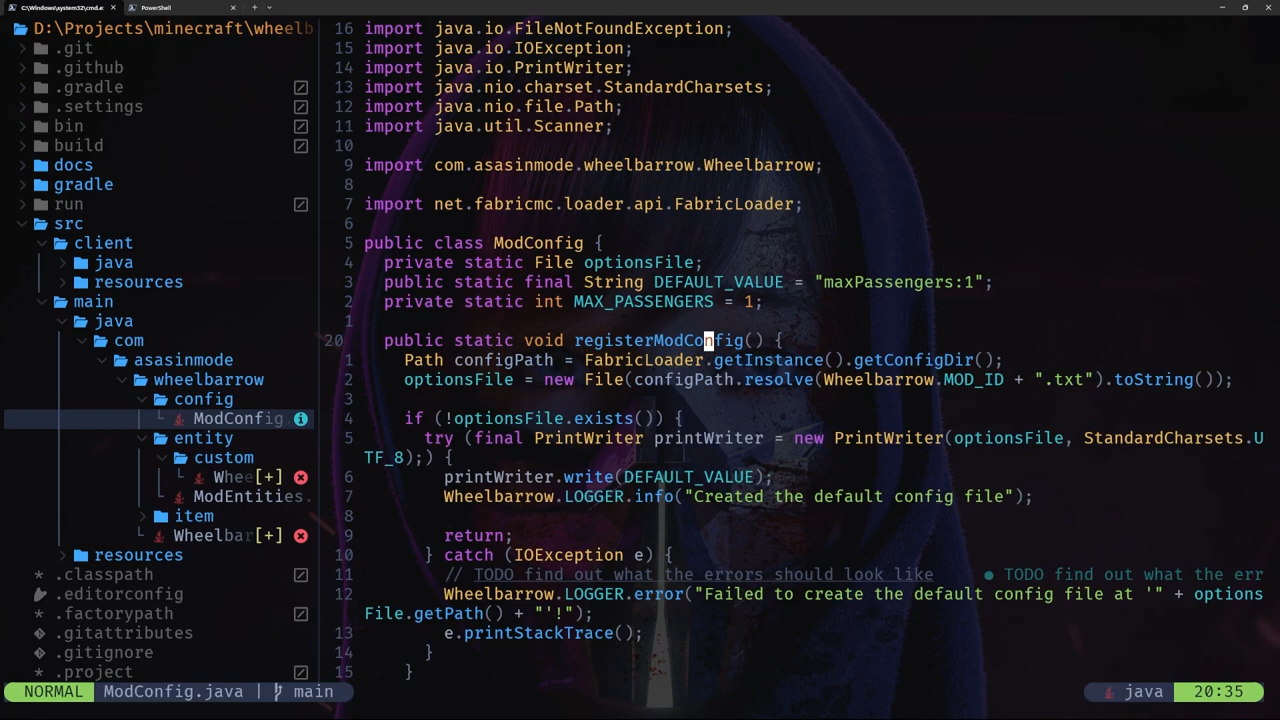 C:\Windows\system32\cmd.e
PowerShell
D:\Projects\minecraft\wheelb
.git
.github
.gradle
.settings
bin
build
docs
gradle
run
src
client
java
resources
main
java
com
asasinmode
wheelbarrow
config
ModConfig.
entity
custom
Whee[+]
ModEntities.
item
Wheelbar[+]
resources
.classpath
.editorconfig
.factorypath
.gitattributes
.gitignore
.project
16 import java.io.FileNotFoundException;
15 import java.io.IOException;
14 import java.io.PrintWriter;
13 import java.nio.charset.StandardCharsets;
12 import java.nio.file.Path;
11 import java.util.Scanner;
10
9 import com.asasinmode.wheelbarrow.Wheelbarrow;
8
7 import net.fabricmc.loader.api.FabricLoader;
6
5 public class ModConfig {
4 private static File optionsFile;
3 public static final String DEFAULT_VALUE = "maxPassengers:1";
2 private static int MAX_PASSENGERS = 1;
1
20 public static void registerModConfig() {
1 Path configPath = FabricLoader.getInstance().getConfigDir();
2 optionsFile = new File(configPath.resolve(Wheelbarrow.MOD_ID + ".txt").toString());
3
4 if (!optionsFile.exists()) {
5 try (final PrintWriter printWriter = new PrintWriter(optionsFile, StandardCharsets.U
TF_8);) {
6 printWriter.write(DEFAULT_VALUE);
7 Wheelbarrow.LOGGER.info("Created the default config file");
8
9 return;
10 } catch (IOException e) {
11 // TODO find out what the errors should look like ● TODO find out what the err
12 Wheelbarrow.LOGGER.error("Failed to create the default config file at '" + options
File.getPath() + "'!");
13 e.printStackTrace();
14 }
15 }
NORMAL ModConfig.java | main
java 20:35